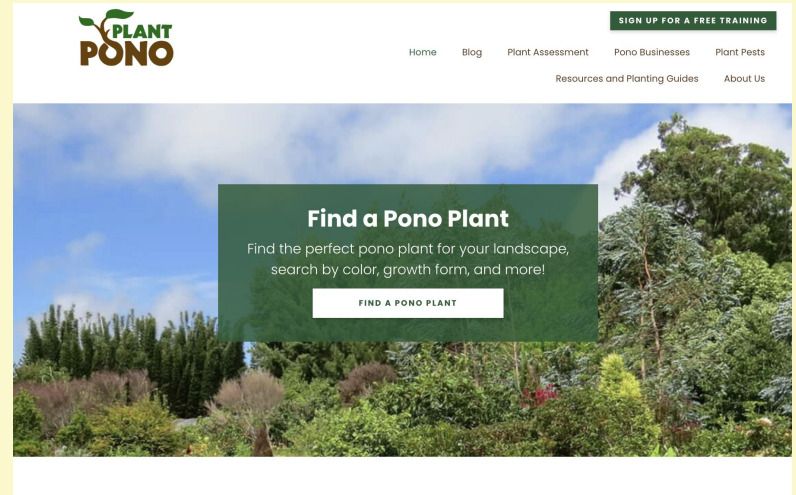 PLANT
PONO
SIGN UP FOR A FREE TRAINING
Home Blog Plant Assessment Pono Businesses Plant Pests
Resources and Planting Guides About Us
Find a Pono Plant
Find the perfect pono plant for your landscape,
search by color, growth form, and more!
FIND A PONO PLANT